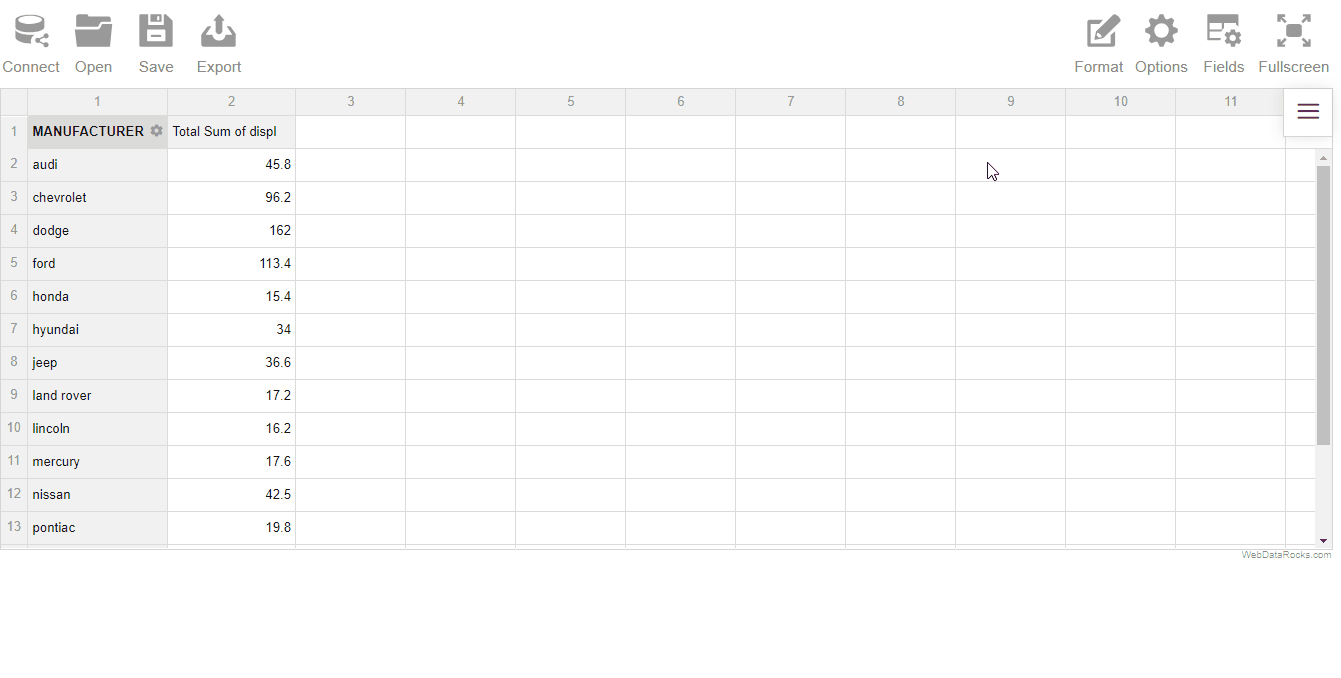 Connect Open Save Export Format Options Fields Fullscreen
1 2 3 4 5 6 7 8 9 10 11
1 MANUFACTURER Total Sum of displ
2 audi 45.8
3 chevrolet 96.2
4 dodge 162
5 ford 113.4
6 honda 15.4
7 hyundai 34
8 jeep 36.6
9 land rover 17.2
10 lincoln 16.2
11 mercury 17.6
12 nissan 42.5
13 pontiac 19.8
WebDataRocks.com